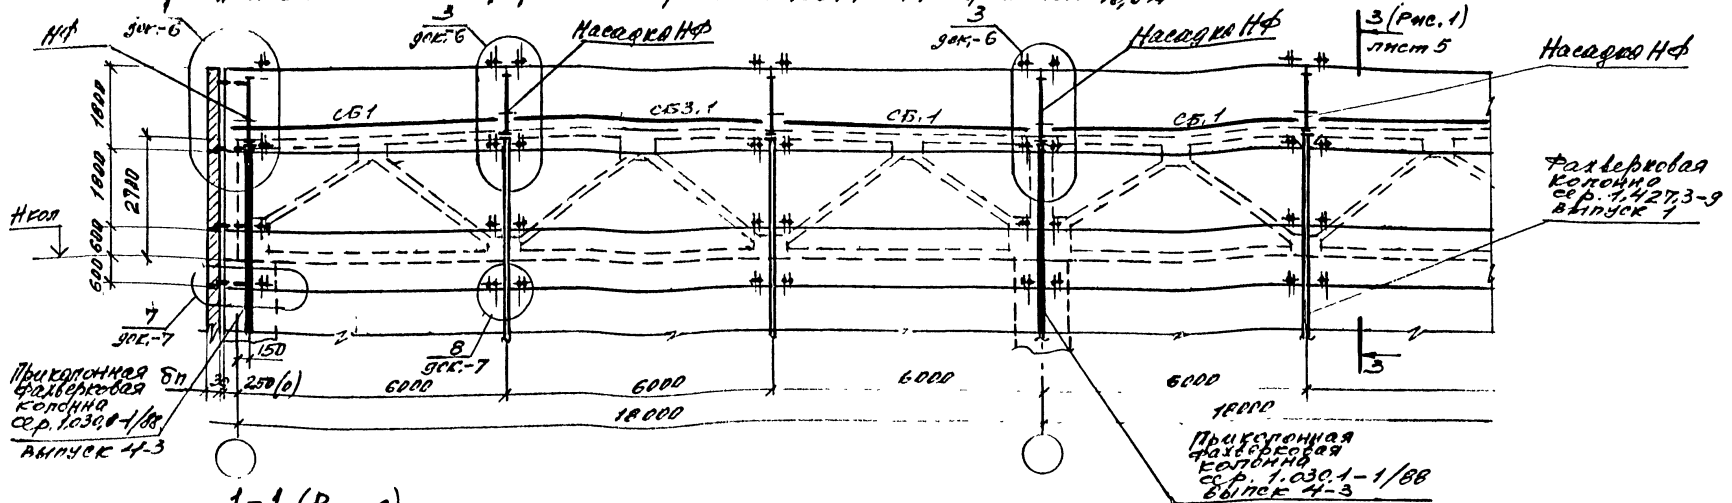 3
док.-6
3
док.-6
3 (Рис. 1)
лист 5
НФ
док.-6
Насадка НФ
Насадка НФ
Насадка НФ
СБ1
СБ3.1
СБ.1
СБ.1
1800
1800
2700
600
600
Нкол
Фахверковая
колонна
сер. 1.427.3-9
выпуск 1
7
док.-7
8
док.-7
150
Приколонная
фахверковая
колонна
сер. 1.030.1-1/88
выпуск 4-3
бп
30
250(0)
6000
6000
6000
6000
3
18000
18000
Приколонная
фахверковая
колонна
сер. 1.030.1-1/88
выпск 4-3